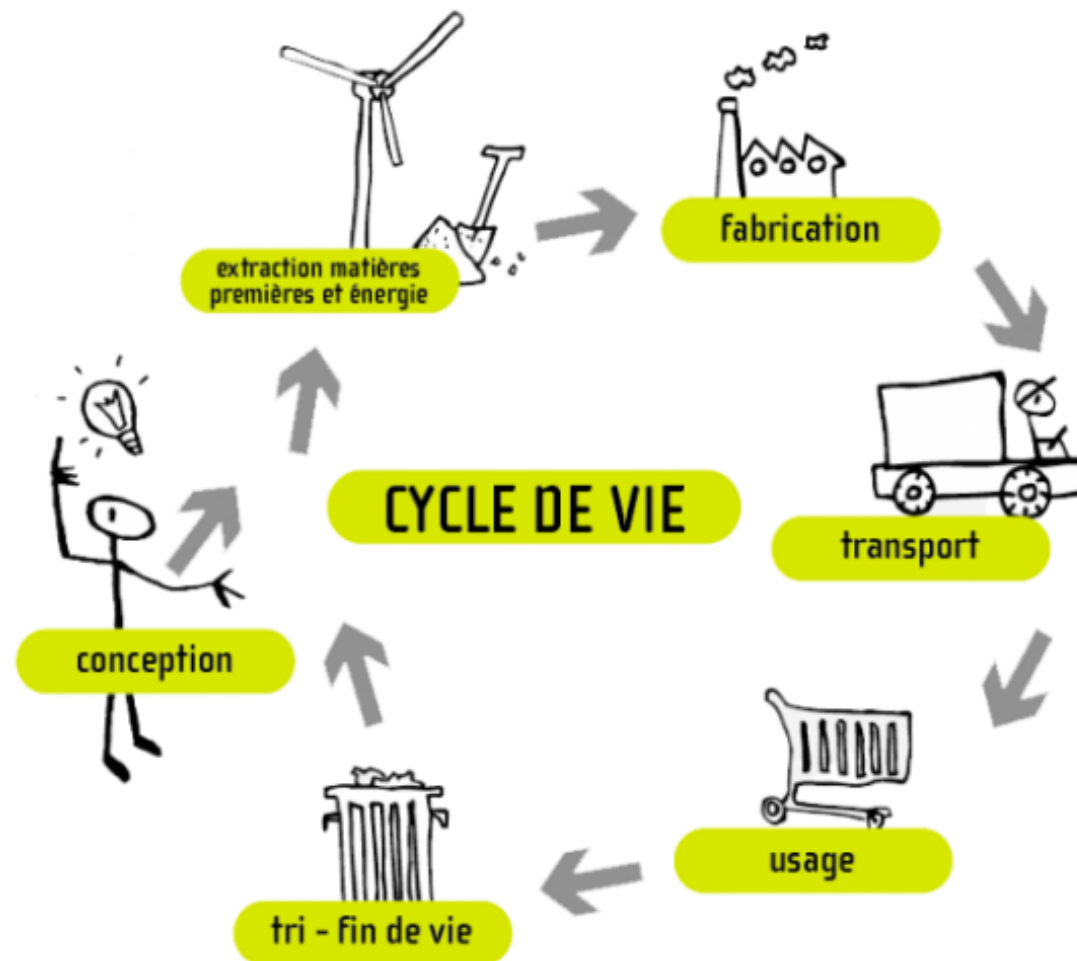 CYCLE DE VIE
conception
extraction matières
premières et énergie
fabrication
transport
usage
tri - fin de vie